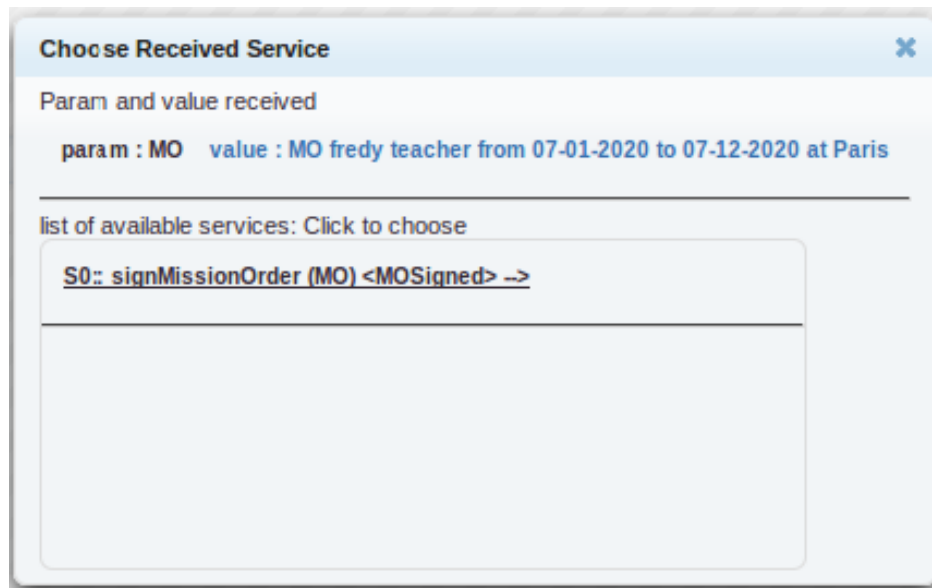 Choose Received Service
Param and value received
param : MO value : MO fredy teacher from 07-01-2020 to 07-12-2020 at Paris
list of available services: Click to choose
S0:: signMissionOrder (MO) <MOSigned> -->